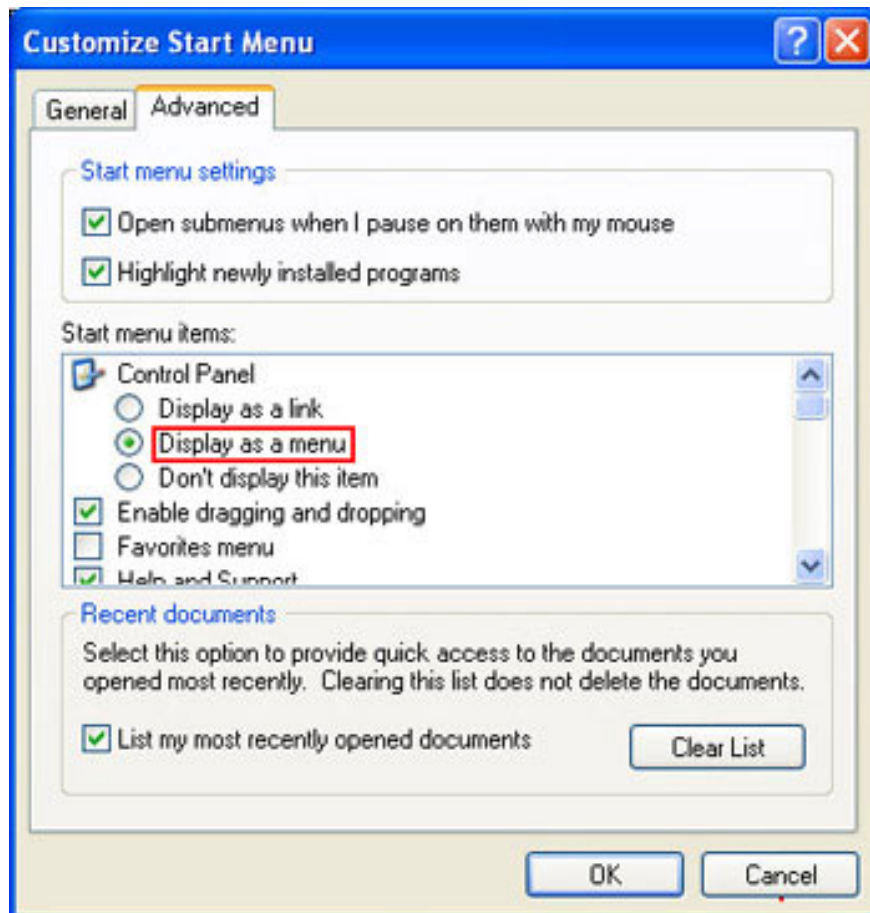 Customize Start Menu
General Advanced
Start menu settings
Open submenus when I pause on them with my mouse
Highlight newly installed programs
Start menu items:
Control Panel
Display as a link
Display as a menu
Don't display this item
Enable dragging and dropping
Favorites menu
Help and Support
Recent documents
Select this option to provide quick access to the documents you
opened most recently. Clearing this list does not delete the documents.
List my most recently opened documents
Clear List
OK Cancel